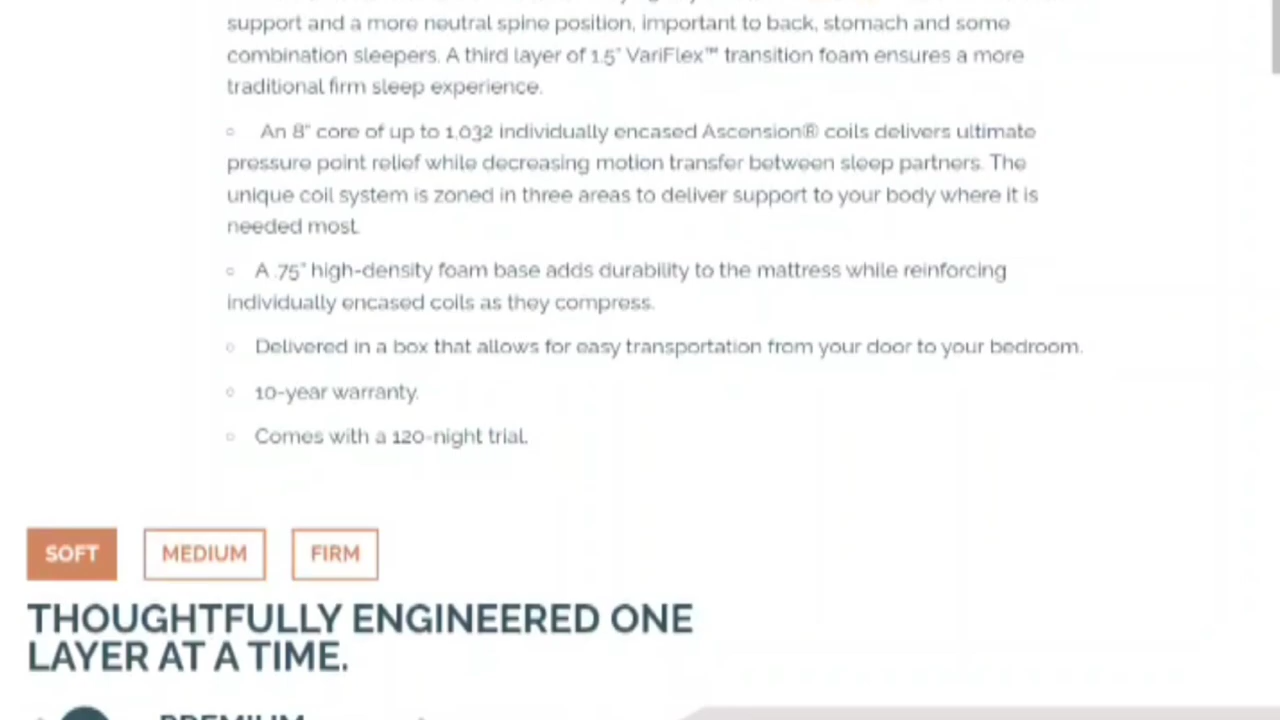 support and a more neutral spine position, important to back, stomach and some
combination sleepers. A third layer of 1.5" VariFlex™ transition foam ensures a more
traditional firm sleep experience.
An 8" core of up to 1,032 individually encased Ascension® coils delivers ultimate
pressure point relief while decreasing motion transfer between sleep partners. The
unique coil system is zoned in three areas to deliver support to your body where it is
needed most.
A .75" high-density foam base adds durability to the mattress while reinforcing
individually encased coils as they compress.
Delivered in a box that allows for easy transportation from your door to your bedroom.
10-year warranty.
Comes with a 120-night trial.
SOFT MEDIUM FIRM
THOUGHTFULLY ENGINEERED ONE
LAYER AT A TIME.
PREMIUM